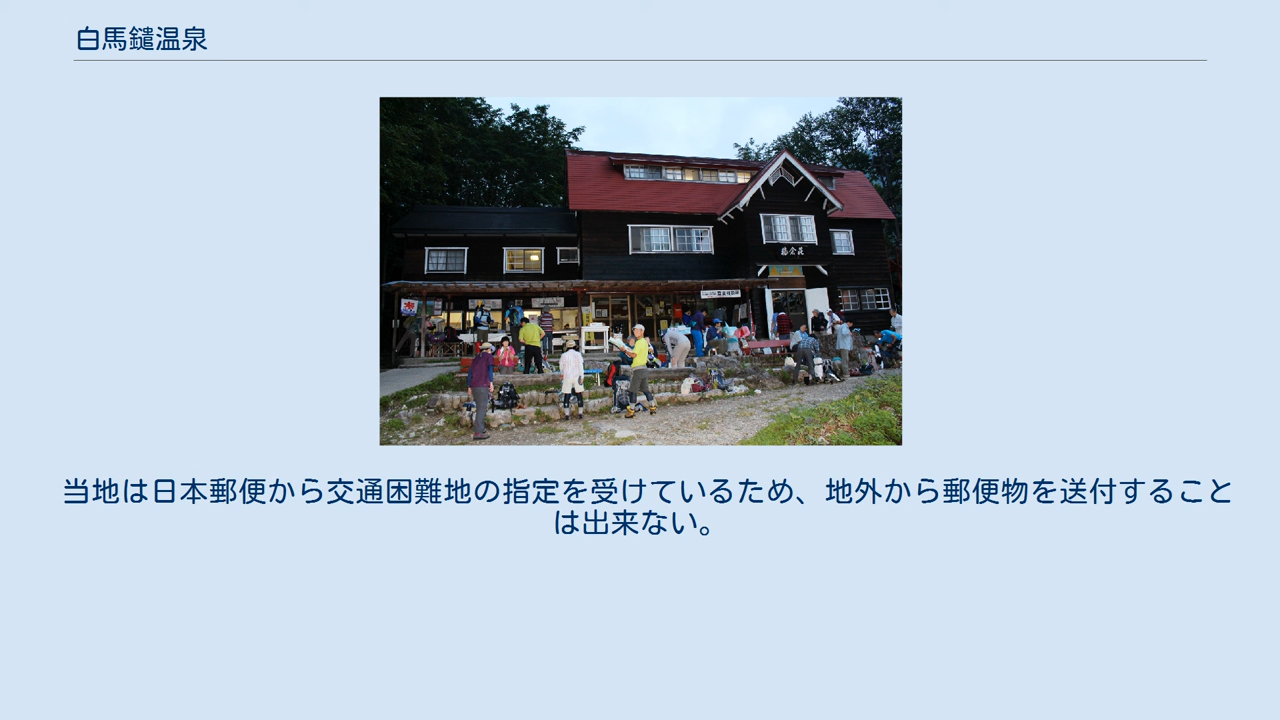 白馬鑓温泉
当地は日本郵便から交通困難地の指定を受けているため、地外から郵便物を送付すること
は出来ない。